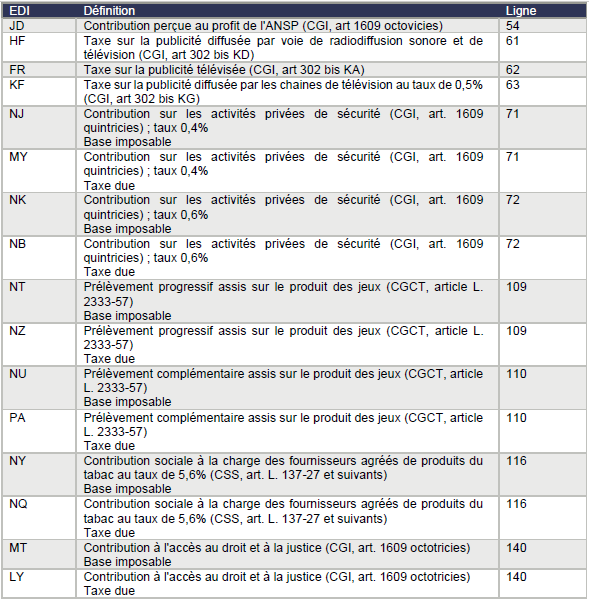 EDI Définition Ligne
JD Contribution perçue au profit de l'ANSP (CGI, art 1609 octovicies) 54
HF Taxe sur la publicité diffusée par voie de radiodiffusion sonore et de 61
télévision (CGI, art 302 bis KD)
FR Taxe sur la publicité télévisée (CGI, art 302 bis KA) 62
KF Taxe sur la publicité diffusée par les chaines de télévision au taux de 0,5% 63
(CGI, art 302 bis KG)
NJ Contribution sur les activités privées de sécurité (CGI, art. 1609 71
quintricies) ; taux 0,4%
Base imposable
MY Contribution sur les activités privées de sécurité (CGI, art. 1609 71
quintricies) ; taux 0,4%
Taxe due
NK Contribution sur les activités privées de sécurité (CGI, art. 1609 72
quintricies) ; taux 0,6%
Base imposable
NB Contribution sur les activités privées de sécurité (CGI, art. 1609 72
quintricies) ; taux 0,6%
Taxe due
NT Prélèvement progressif assis sur le produit des jeux (CGCT, article L. 109
2333-57)
Base imposable
NZ Prélèvement progressif assis sur le produit des jeux (CGCT, article L. 109
2333-57)
Taxe due
NU Prélèvement complémentaire assis sur le produit des jeux (CGCT, article 110
L. 2333-57)
Base imposable
PA Prélèvement complémentaire assis sur le produit des jeux (CGCT, article 110
L. 2333-57)
Taxe due
NY Contribution sociale à la charge des fournisseurs agréés de produits du 116
tabac au taux de 5,6% (CSS, art. L. 137-27 et suivants)
Base imposable
NQ Contribution sociale à la charge des fournisseurs agréés de produits du 116
tabac au taux de 5,6% (CSS, art. L. 137-27 et suivants)
Taxe due
MT Contribution à l'accès au droit et à la justice (CGI, art. 1609 octotricies) 140
Base imposable
LY Contribution à l'accès au droit et à la justice (CGI, art. 1609 octotricies) 140
Taxe due